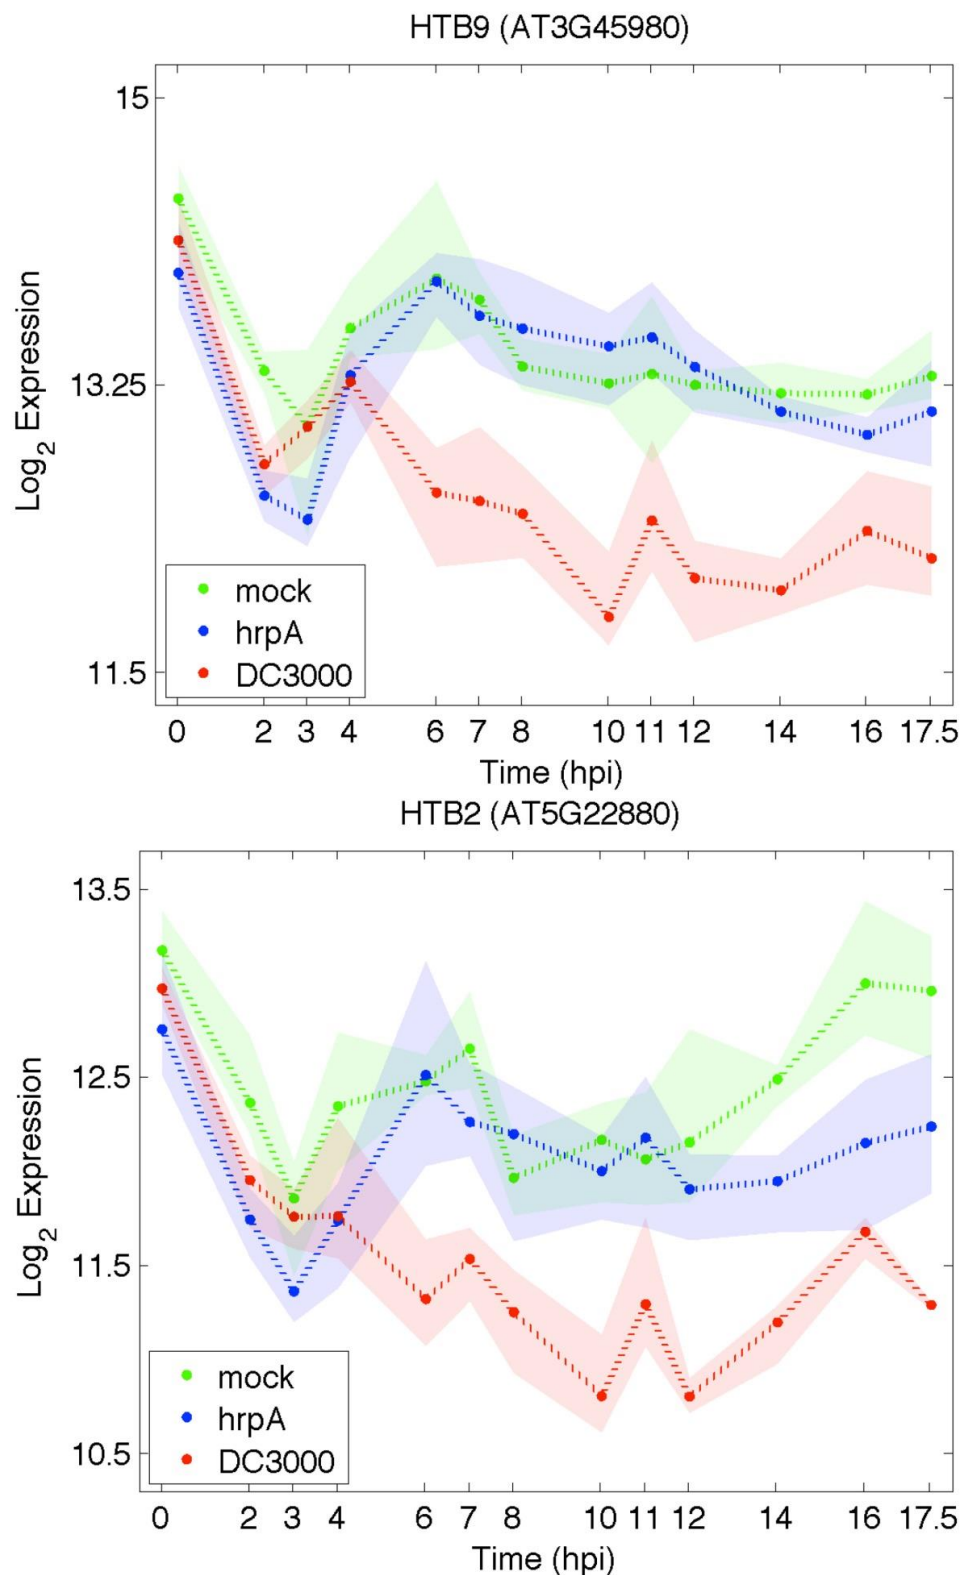 HTB9 (AT3G45980)
15
13.25
11.5
Log2 Expression
mock
hrpA
DC3000
0 2 3 4 6 7 8 10 11 12 14 16 17.5
Time (hpi)
HTB2 (AT5G22880)
13.5
12.5
11.5
10.5
Log2 Expression
mock
hrpA
DC3000
0 2 3 4 6 7 8 10 11 12 14 16 17.5
Time (hpi)